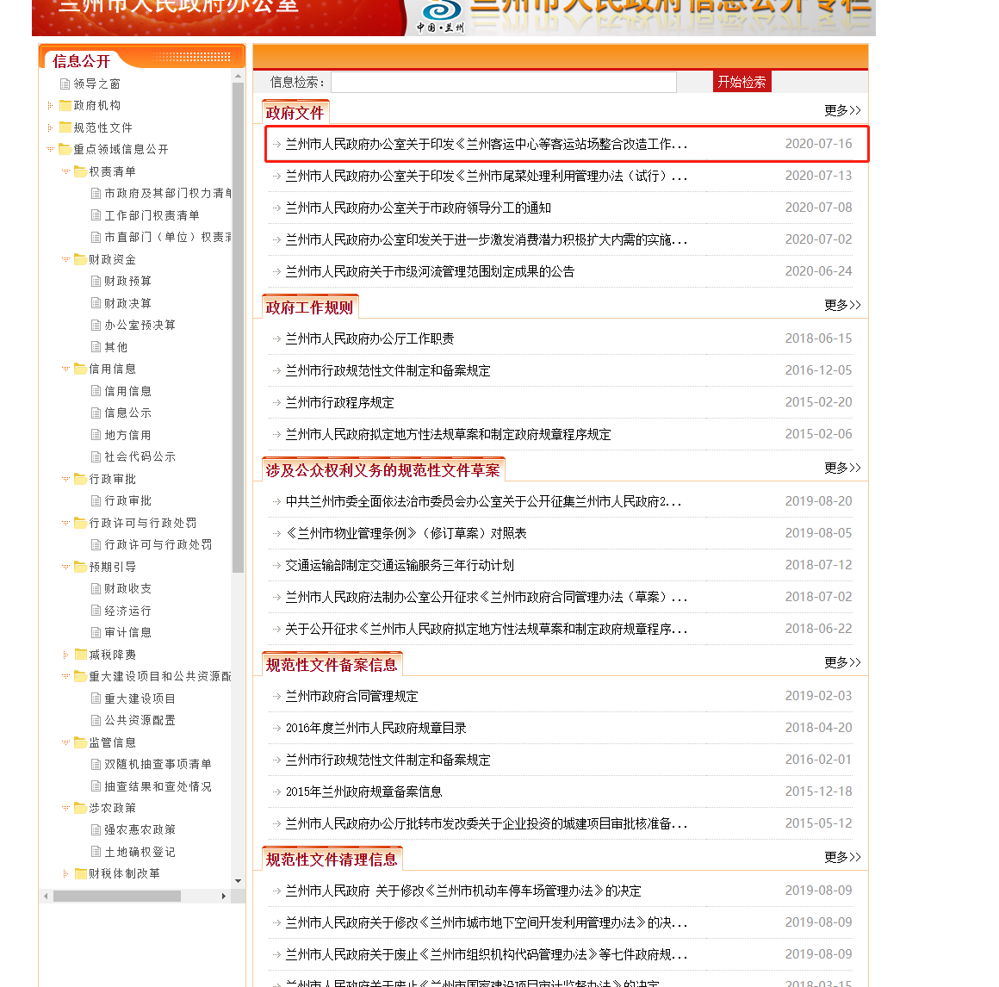 兰州市人民政府办公室
中国·兰州
兰州市人民政府信息公开专栏
信息公开
领导之窗
政府机构
规范性文件
重点领域信息公开
权责清单
市政府及其部门权力清单
工作部门权责清单
市直部门（单位）权责清
财政资金
财政预算
财政决算
办公室预决算
其他
信用信息
信用信息
信息公示
地方信用
社会代码公示
行政审批
行政审批
行政许可与行政处罚
行政许可与行政处罚
预期引导
财政收支
经济运行
审计信息
减税降费
重大建设项目和公共资源配
重大建设项目
公共资源配置
监管信息
双随机抽查事项清单
抽查结果和查处情况
涉农政策
强农惠农政策
土地确权登记
财税体制改革
信息检索： 开始检索
政府文件 更多>>
兰州市人民政府办公室关于印发《兰州客运中心等客运站场整合改造工作... 2020-07-16
兰州市人民政府办公室关于印发《兰州市尾菜处理利用管理办法（试行）... 2020-07-13
兰州市人民政府办公室关于市政府领导分工的通知 2020-07-08
兰州市人民政府办公室印发关于进一步激发消费潜力积极扩大内需的实施... 2020-07-02
兰州市人民政府关于市级河流管理范围划定成果的公告 2020-06-24
政府工作规则 更多>>
兰州市人民政府办公厅工作职责 2018-06-15
兰州市行政规范性文件制定和备案规定 2016-12-05
兰州市行政程序规定 2015-02-20
兰州市人民政府拟定地方性法规草案和制定政府规章程序规定 2015-02-06
涉及公众权利义务的规范性文件草案 更多>>
中共兰州市委全面依法治市委员会办公室关于公开征集兰州市人民政府2... 2019-08-20
《兰州市物业管理条例》（修订草案）对照表 2019-08-05
交通运输部制定交通运输服务三年行动计划 2018-07-12
兰州市人民政府法制办公室公开征求《兰州市政府合同管理办法（草案）... 2018-07-02
关于公开征求《兰州市人民政府拟定地方性法规草案和制定政府规章程序... 2018-06-22
规范性文件备案信息 更多>>
兰州市政府合同管理规定 2019-02-03
2016年度兰州市人民政府规章目录 2018-04-20
兰州市行政规范性文件制定和备案规定 2016-02-01
2015年兰州政府规章备案信息 2015-12-18
兰州市人民政府办公厅批转市发改委关于企业投资的城建项目审批核准备... 2015-05-12
规范性文件清理信息 更多>>
兰州市人民政府 关于修改《兰州市机动车停车场管理办法》的决定 2019-08-09
兰州市人民政府关于修改《兰州市城市地下空间开发利用管理办法》的决... 2019-08-09
兰州市人民政府关于废止《兰州市组织机构代码管理办法》等七件政府规... 2019-08-09
兰州市人民政府关于废止《兰州市国家建设项目审计监督办法》的决定 2018-03-15